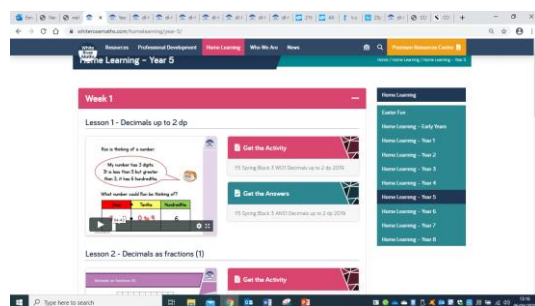 whiterosemaths.com/homelearning/year-5/
White Rose Maths
Resources Professional Development Home Learning Who We Are News
Premium Resources Centre
Home Learning – Year 5
Home / Home Learning / Home Learning - Year 5
Week 1
Lesson 1 - Decimals up to 2 dp
Get the Activity
Y5 Spring Block 3 WO1 Decimals up to 2 dp 2019
Get the Answers
Y5 Spring Block 3 ANS1 Decimals up to 2 dp 2019
is thinking of a number.
My number has 3 digits
It is less than 3 but greater
than 2, it has 6 hundredths
What number could be thinking of?
Tenths Hundredths
6
Lesson 2 - Decimals as fractions (1)
Get the Activity
Home Learning
Easter Fun
Home Learning - Early Years
Home Learning - Year 1
Home Learning - Year 2
Home Learning - Year 3
Home Learning - Year 4
Home Learning - Year 5
Home Learning - Year 6
Home Learning - Year 7
Home Learning - Year 8
Type here to search